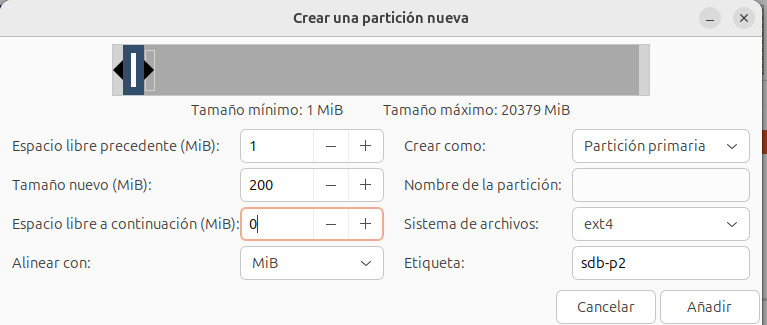 Crear una partición nueva
Tamaño mínimo: 1 MiB Tamaño máximo: 20379 MiB
Espacio libre precedente (MiB): 1 Crear como: Partición primaria
Tamaño nuevo (MiB): 200 Nombre de la partición:
Espacio libre a continuación (MiB): 0 Sistema de archivos: ext4
Alinear con: MiB Etiqueta: sdb-p2
Cancelar Añadir